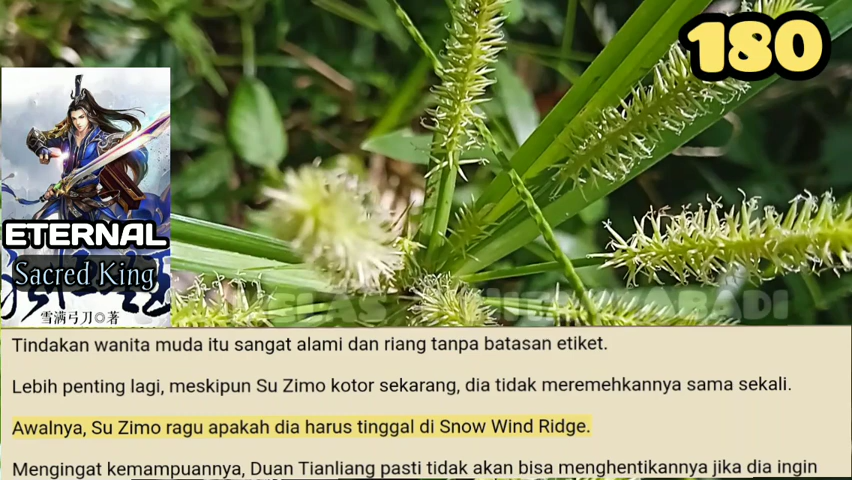 180
ETERNAL
Sacred King
雪满弓刀◎著
Tindakan wanita muda itu sangat alami dan riang tanpa batasan etiket.
Lebih penting lagi, meskipun Su Zimo kotor sekarang, dia tidak meremehkannya sama sekali.
Awalnya, Su Zimo ragu apakah dia harus tinggal di Snow Wind Ridge.
Mengingat kemampuannya, Duan Tianliang pasti tidak akan bisa menghentikannya jika dia ingin